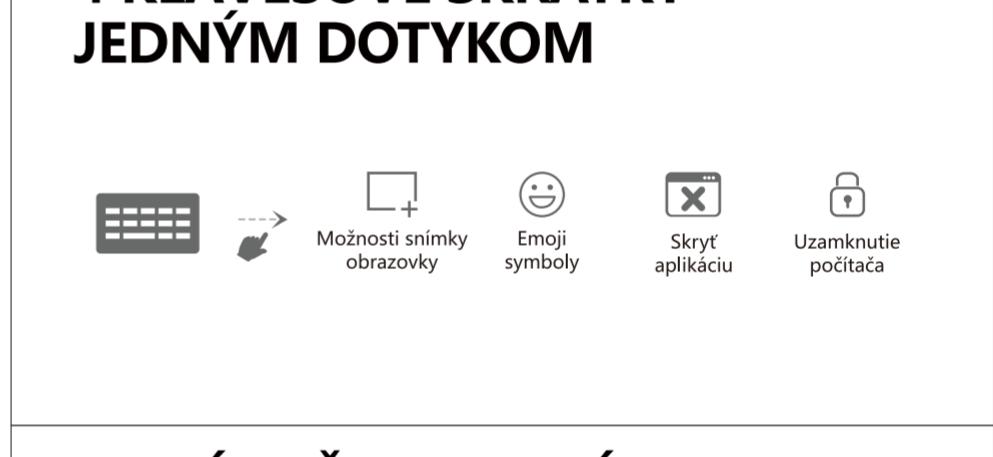 JEDNÝM DOTYKOM
Možnosti snímky
obrazovky
Emoji
symboly
Skryť
aplikáciu
Uzamknutie
počítača